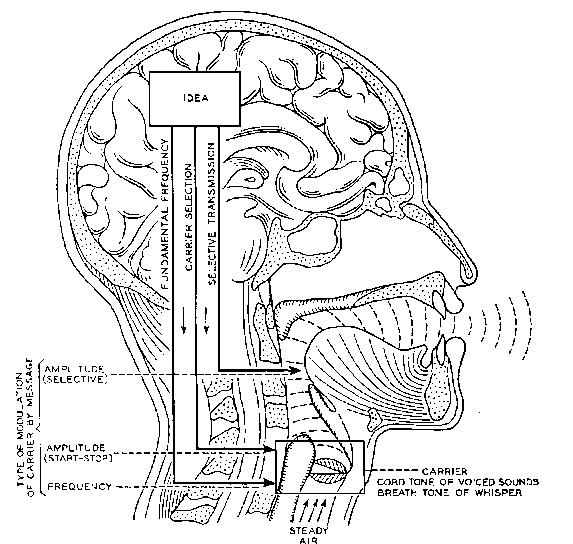 IDEA
FUNDAMENTAL FREQUENCY
CARRIER SELECTION
SELECTIVE TRANSMISSION
TYPE OF MODULATION
OF CARRIER BY MESSAGE
AMPLITUDE
(SELECTIVE)
AMPLITUDE
(START-STOP)
FREQUENCY
CARRIER
CORD TONE OF VOICED SOUNDS
BREATH TONE OF WHISPER
STEADY
AIR